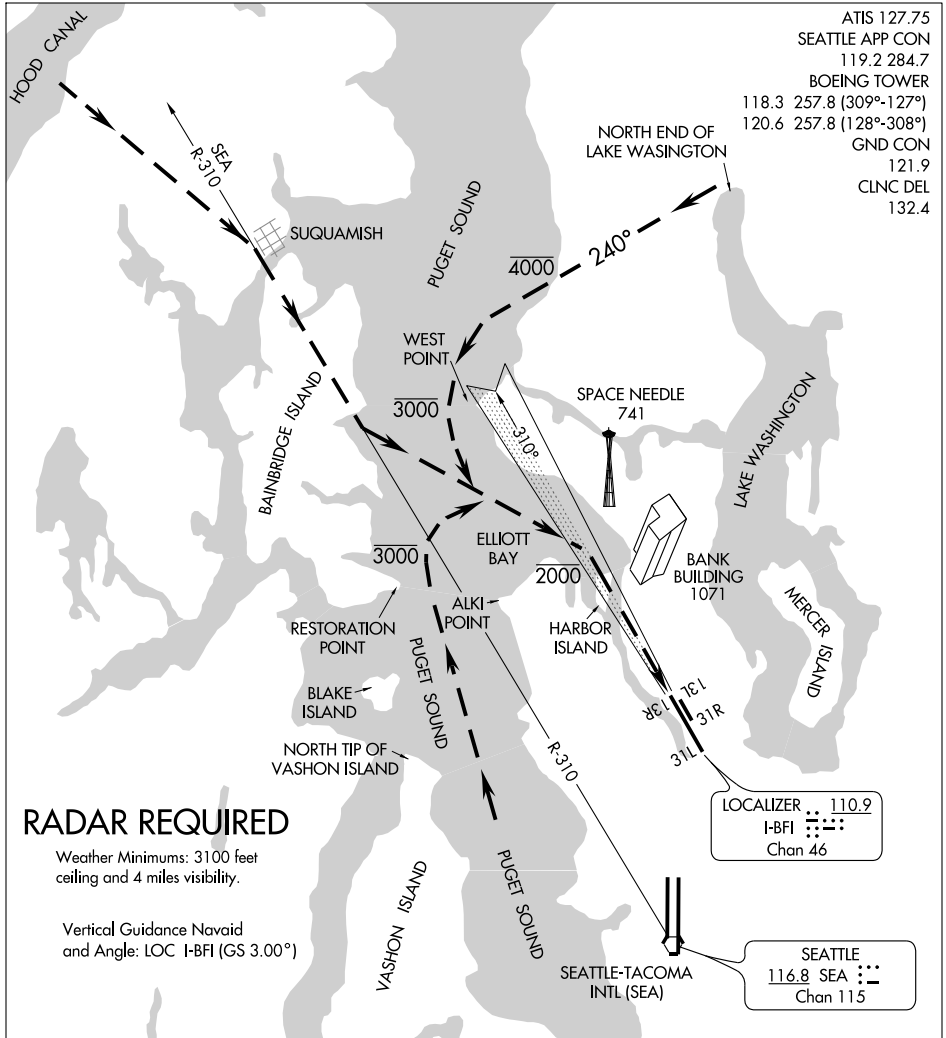 ATIS 127.75
SEATTLE APP CON
119.2 284.7
BOEING TOWER
118.3 257.8 (309°-127°)
120.6 257.8 (128°-308°)
GND CON
121.9
CLNC DEL
132.4
HOOD CANAL
SEA
R-310
NORTH END OF
LAKE WASINGTON
SUQUAMISH
PUGET SOUND
240°
4000
WEST
POINT
3000
310°
SPACE NEEDLE
741
BAINBRIDGE ISLAND
LAKE WASHINGTON
ELLIOTT
BAY
3000
2000
BANK
BUILDING
1071
RESTORATION
POINT
ALKI
POINT
HARBOR
ISLAND
MERCER
ISLAND
PUGET SOUND
BLAKE
ISLAND
13R
13L
31R
31L
NORTH TIP OF
VASHON ISLAND
R-310
LOCALIZER 110.9
I-BFI
Chan 46
RADAR REQUIRED
Weather Minimums: 3100 feet
ceiling and 4 miles visibility.
Vertical Guidance Navaid
and Angle: LOC I-BFI (GS 3.00°)
VASHON ISLAND
PUGET SOUND
SEATTLE-TACOMA
INTL (SEA)
SEATTLE
116.8 SEA
Chan 115